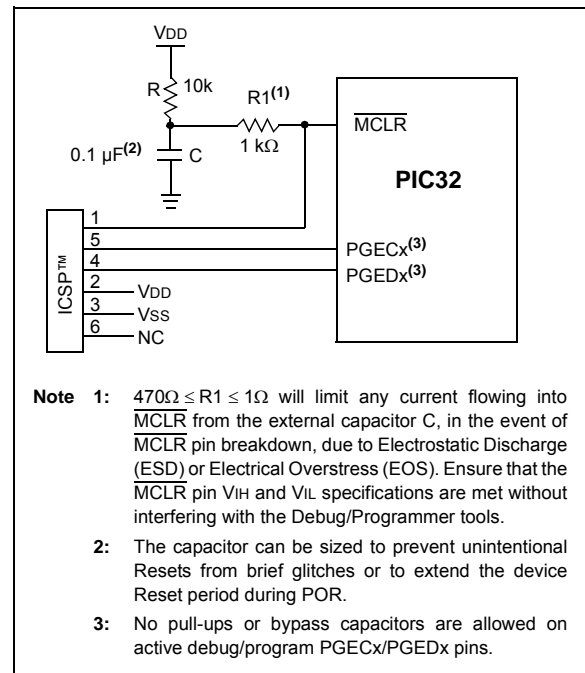 VDD
R 10k
R1(1)
1 kΩ
0.1 µF(2) C
MCLR
PIC32
ICSP™
1
5
4
2 VDD
3 VSS
6 NC
PGECx(3)
PGEDx(3)
Note 1: 470Ω ≤ R1 ≤ 1Ω will limit any current flowing into
MCLR from the external capacitor C, in the event of
MCLR pin breakdown, due to Electrostatic Discharge
(ESD) or Electrical Overstress (EOS). Ensure that the
MCLR pin VIH and VIL specifications are met without
interfering with the Debug/Programmer tools.
2: The capacitor can be sized to prevent unintentional
Resets from brief glitches or to extend the device
Reset period during POR.
3: No pull-ups or bypass capacitors are allowed on
active debug/program PGECx/PGEDx pins.